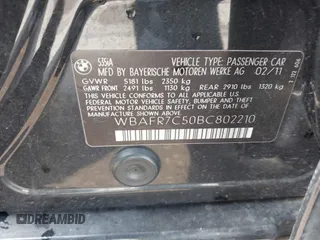 535iA
VEHICLE TYPE: PASSENGER CAR
MFD BY BAYERISCHE MOTOREN WERKE AG 02/11
GVWR 5181 lbs 2350 kg
GAWR FRONT 2491 lbs 1130 kg REAR 2910 lbs 1320 kg
THIS VEHICLE CONFORMS TO ALL APPLICABLE
FEDERAL MOTOR VEHICLE SAFETY, BUMPER,
AND THEFT PREVENTION STANDARDS
IN EFFECT ON THE DATE OF
MANUFACTURE SHOWN ABOVE.
WBAFR7C50BC802210
DREAMBID